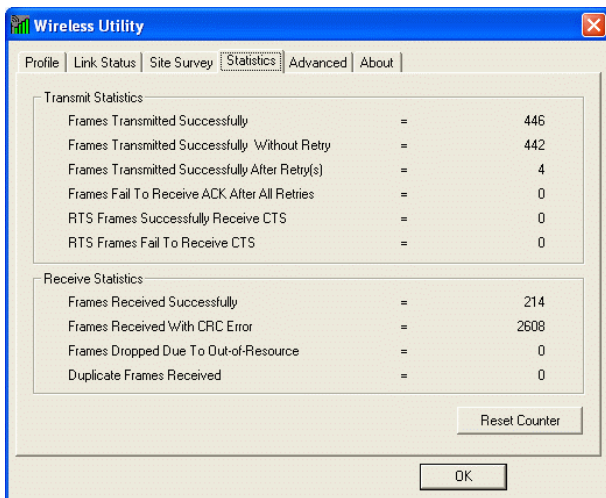 Wireless Utility
Profile Link Status Site Survey Statistics Advanced About
Transmit Statistics
Frames Transmitted Successfully = 446
Frames Transmitted Successfully Without Retry = 442
Frames Transmitted Successfully After Retry(s) = 4
Frames Fail To Receive ACK After All Retries = 0
RTS Frames Successfully Receive CTS = 0
RTS Frames Fail To Receive CTS = 0
Receive Statistics
Frames Received Successfully = 214
Frames Received With CRC Error = 2608
Frames Dropped Due To Out-of-Resource = 0
Duplicate Frames Received = 0
Reset Counter
OK